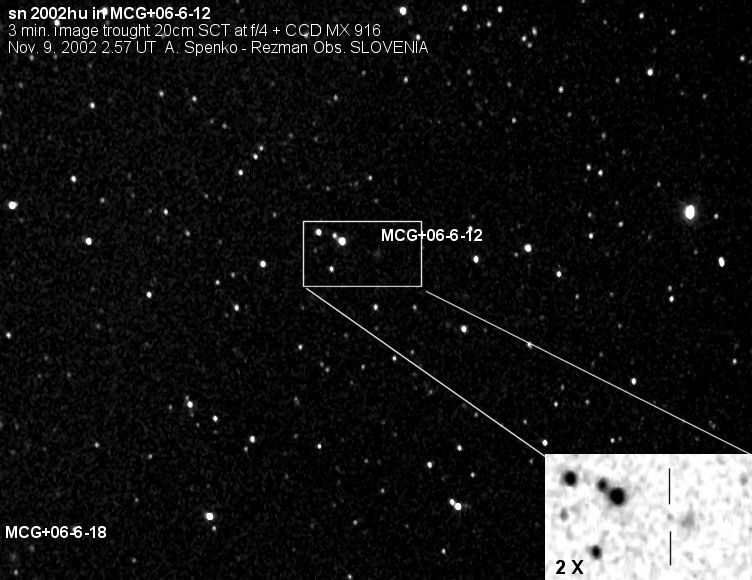 sn 2002hu in MCG+06-6-12
3 min. image trought 20cm SCT at f/4 + CCD MX 916
Nov. 9, 2002 2.57 UT  A. Spenko - Rezman Obs. SLOVENIA
MCG+06-6-12
MCG+06-6-18
2 X